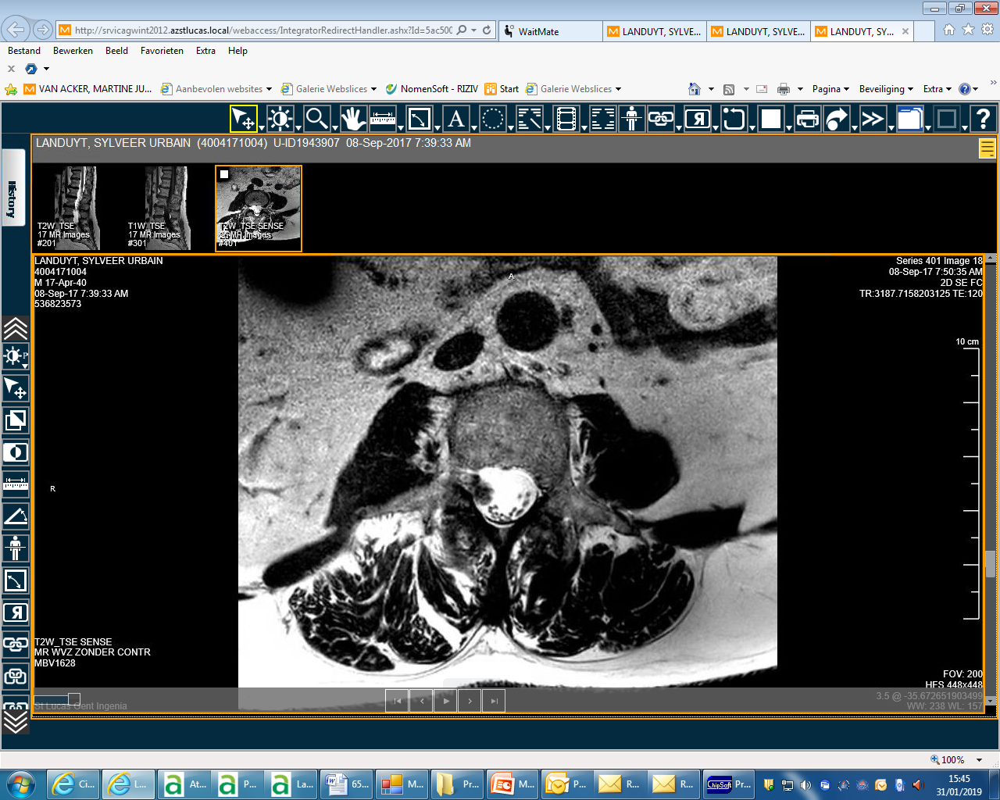 http://srvicagwint2012.azstlucas.local/webaccess/IntegratorRedirectHandler.ashx?Id=5ac500
WaitMate
LANDUYT, SYLVE...
LANDUYT, SYLVE...
LANDUYT, SY...
Bestand Bewerken Beeld Favorieten Extra Help
VAN ACKER, MARTINE JU... Aanbevolen websites Galerie Webslices NomenSoft - RIZIV Start Galerie Webslices Pagina Beveiliging Extra
LANDUYT, SYLVEER URBAIN (4004171004) U-ID1943907 08-Sep-2017 7:39:33 AM
History
T2W_TSE
17 MR Images
#201
T1W_TSE
17 MR Images
#301
T2W_TSE SENSE
MR Images
#401
LANDUYT, SYLVEER URBAIN
4004171004
M 17-Apr-40
08-Sep-17 7:39:33 AM
536823573
A
Series 401 Image 18
08-Sep-17 7:50:35 AM
2D SE FC
TR:3187.7158203125 TE:120
10 cm
R
T2W_TSE SENSE
MR WVZ ZONDER CONTR
MBV1628
St Lucas Gent Ingenia
FOV: 200
HFS 448x448
3.5 @ -35.672651903499
WW: 238 WL: 157
100%
Ci... L... At... P... La... 65... M... Pr... M... P... R... R... ChipSoft Pr...
15:45
31/01/2019